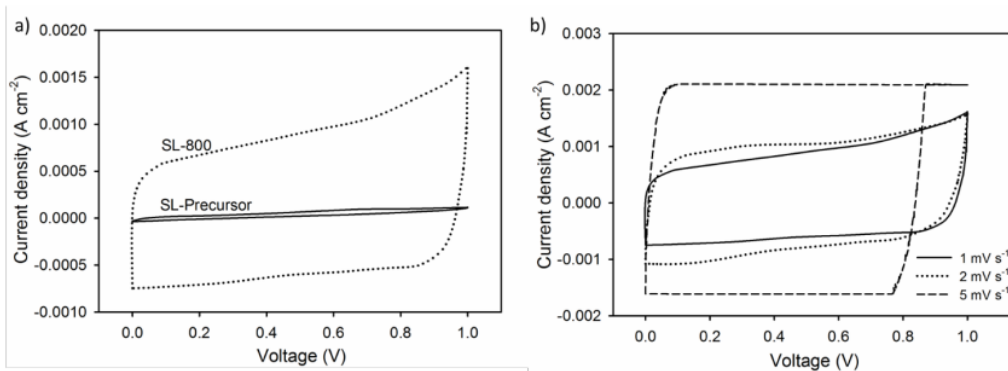 a)
Current density (A cm⁻²)
0.0020
0.0015
0.0010
0.0005
0.0000
-0.0005
-0.0010
SL-800
SL-Precursor
0.0 0.2 0.4 0.6 0.8 1.0
Voltage (V)
b)
Current density (A cm⁻²)
0.003
0.002
0.001
0.000
-0.001
-0.002
1 mV s⁻¹
2 mV s⁻¹
5 mV s⁻¹
0.0 0.2 0.4 0.6 0.8 1.0
Voltage (V)